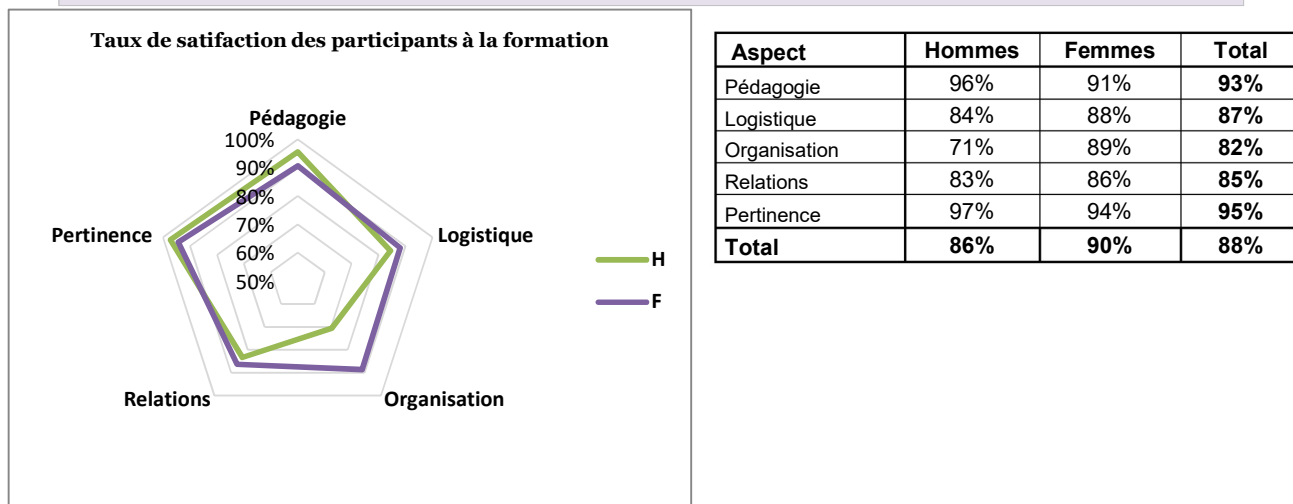 Taux de satifaction des participants à la formation
Pédagogie
100%
90%
80%
70%
60%
50%
Logistique
Organisation
Relations
Pertinence
H
F
Aspect Hommes Femmes Total
Pédagogie 96% 91% 93%
Logistique 84% 88% 87%
Organisation 71% 89% 82%
Relations 83% 86% 85%
Pertinence 97% 94% 95%
Total 86% 90% 88%